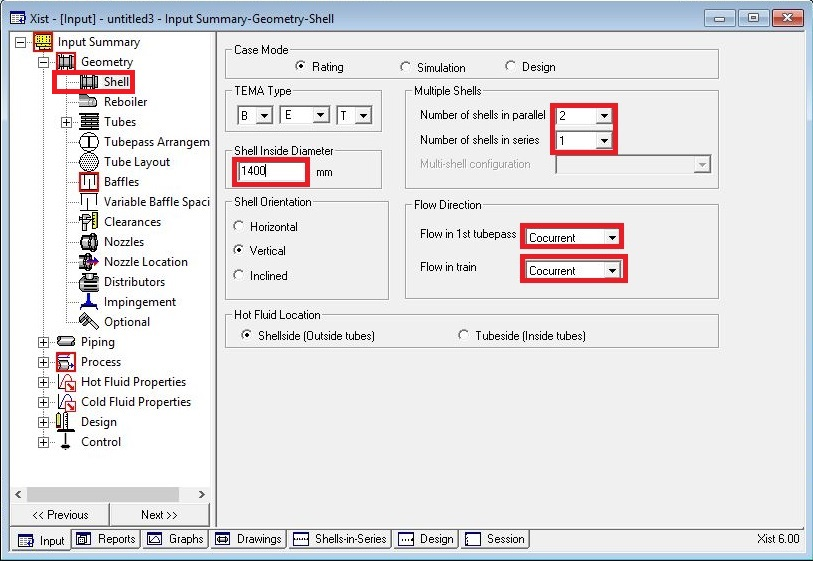 Xist - [Input] - untitled3 - Input Summary-Geometry-Shell
Input Summary
Geometry
Shell
Reboiler
Tubes
Tubepass Arrangem
Tube Layout
Baffles
Variable Baffle Spaci
Clearances
Nozzles
Nozzle Location
Distributors
Impingement
Optional
Piping
Process
Hot Fluid Properties
Cold Fluid Properties
Design
Control
<< Previous
Next >>
Case Mode
Rating
Simulation
Design
TEMA Type
B
E
T
Shell Inside Diameter
1400 mm
Shell Orientation
Horizontal
Vertical
Inclined
Multiple Shells
Number of shells in parallel 2
Number of shells in series 1
Multi-shell configuration
Flow Direction
Flow in 1st tubepass Cocurrent
Flow in train Cocurrent
Hot Fluid Location
Shellside (Outside tubes)
Tubeside (Inside tubes)
Input
Reports
Graphs
Drawings
Shells-in-Series
Design
Session
Xist 6.00